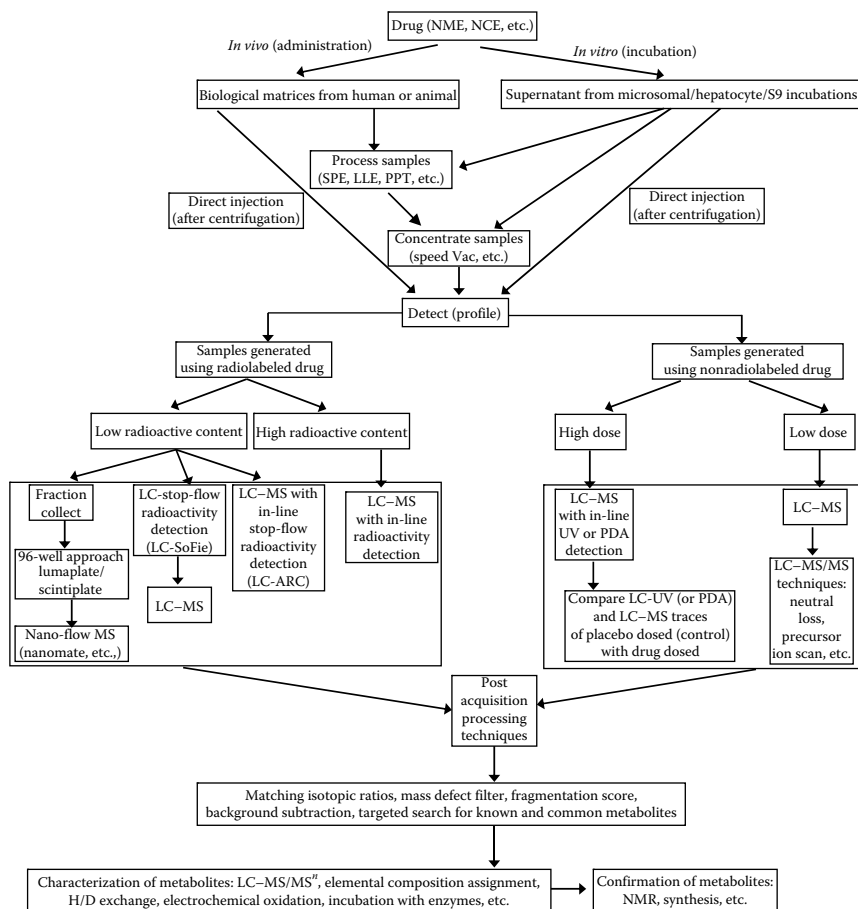 Drug (NME, NCE, etc.)
In vivo (administration)
In vitro (incubation)
Biological matrices from human or animal
Supernatant from microsomal/hepatocyte/S9 incubations
Process samples
(SPE, LLE, PPT, etc.)
Direct injection
(after centrifugation)
Direct injection
(after centrifugation)
Concentrate samples
(speed Vac, etc.)
Detect (profile)
Samples generated
using radiolabeled drug
Samples generated
using nonradiolabeled drug
Low radioactive content
High radioactive content
High dose
Low dose
Fraction
collect
96-well approach
lumaplate/
scintiplate
Nano-flow MS
(nanomate, etc.,)
LC-stop-flow
radioactivity
detection
(LC-SoFie)
LC–MS
LC–MS with
in-line
stop-flow
radioactivity
detection
(LC-ARC)
LC–MS
with in-line
radioactivity
detection
LC–MS
with in-line
UV or PDA
detection
Compare LC-UV (or PDA)
and LC–MS traces
of placebo dosed (control)
with drug dosed
LC–MS
LC–MS/MS
techniques:
neutral
loss,
precursor
ion scan, etc.
Post
acquisition
processing
techniques
Matching isotopic ratios, mass defect filter, fragmentation score,
background subtraction, targeted search for known and common metabolites
Characterization of metabolites: LC–MS/MSⁿ, elemental composition assignment,
H/D exchange, electrochemical oxidation, incubation with enzymes, etc.
Confirmation of metabolites:
NMR, synthesis, etc.